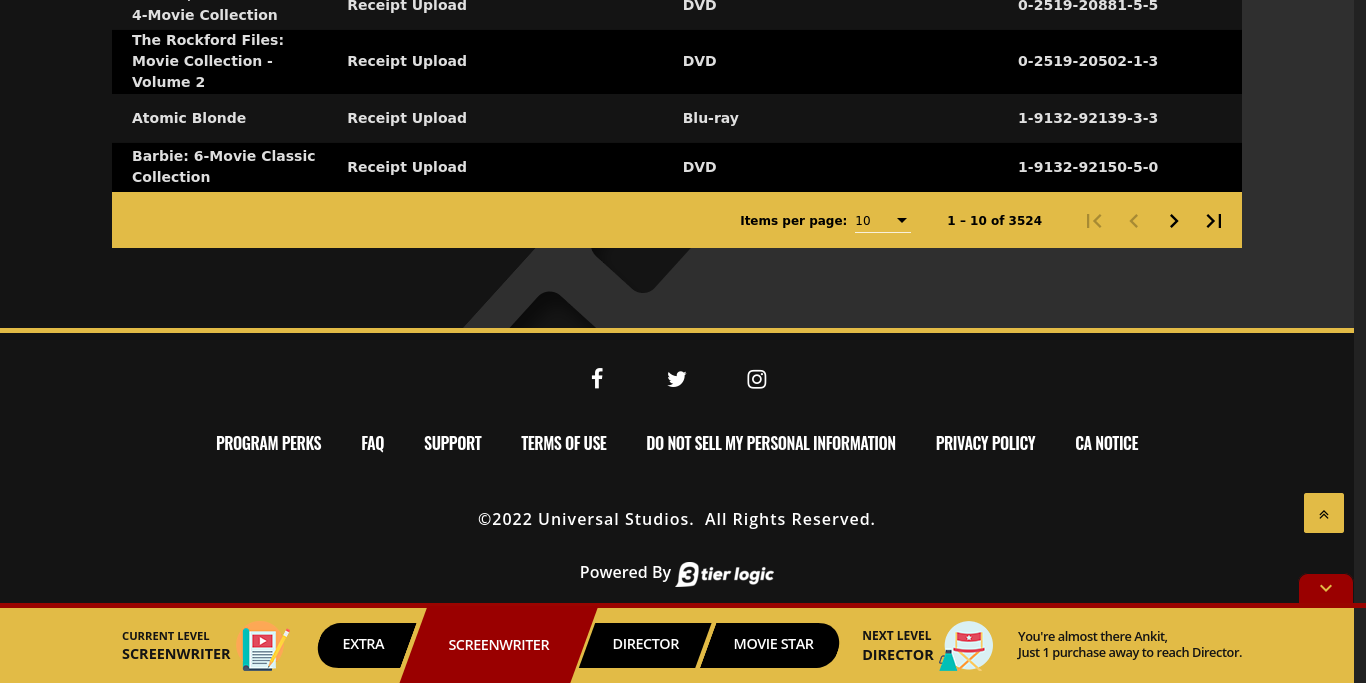 4-Movie Collection
Receipt Upload
DVD
0-2519-20881-5-5
The Rockford Files:
Movie Collection -
Volume 2
Receipt Upload
DVD
0-2519-20502-1-3
Atomic Blonde
Receipt Upload
Blu-ray
1-9132-92139-3-3
Barbie: 6-Movie Classic
Collection
Receipt Upload
DVD
1-9132-92150-5-0
Items per page: 10
1 – 10 of 3524
PROGRAM PERKS
FAQ
SUPPORT
TERMS OF USE
DO NOT SELL MY PERSONAL INFORMATION
PRIVACY POLICY
CA NOTICE
©2022 Universal Studios. All Rights Reserved.
Powered By 3 tier logic
CURRENT LEVEL
SCREENWRITER
EXTRA
SCREENWRITER
DIRECTOR
MOVIE STAR
NEXT LEVEL
DIRECTOR
You're almost there Ankit,
Just 1 purchase away to reach Director.